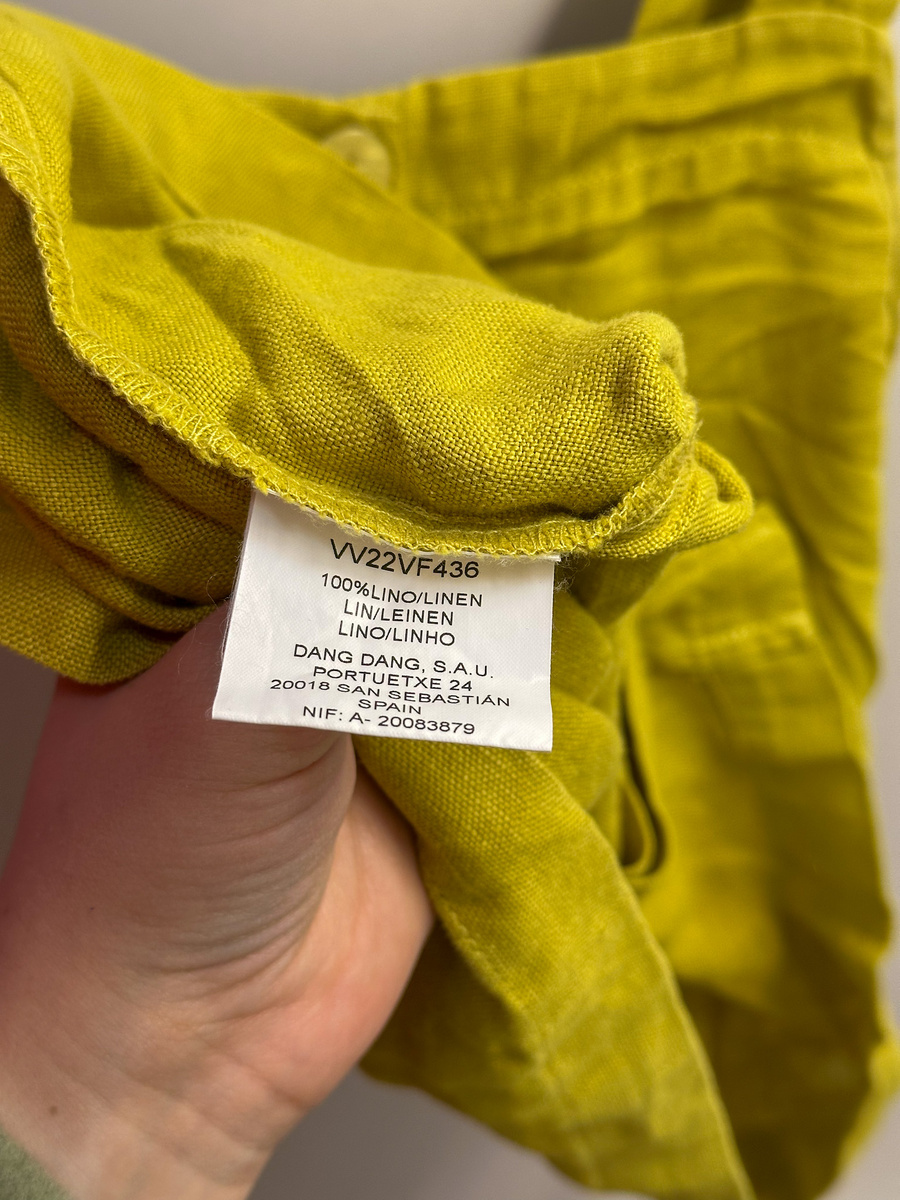 VV22VF436
100%LINO/LINEN
LIN/LEINEN
LINO/LINHO
DANG DANG, S.A.U.
PORTUETXE 24
20018 SAN SEBASTIÁN
SPAIN
NIF: A- 20083879